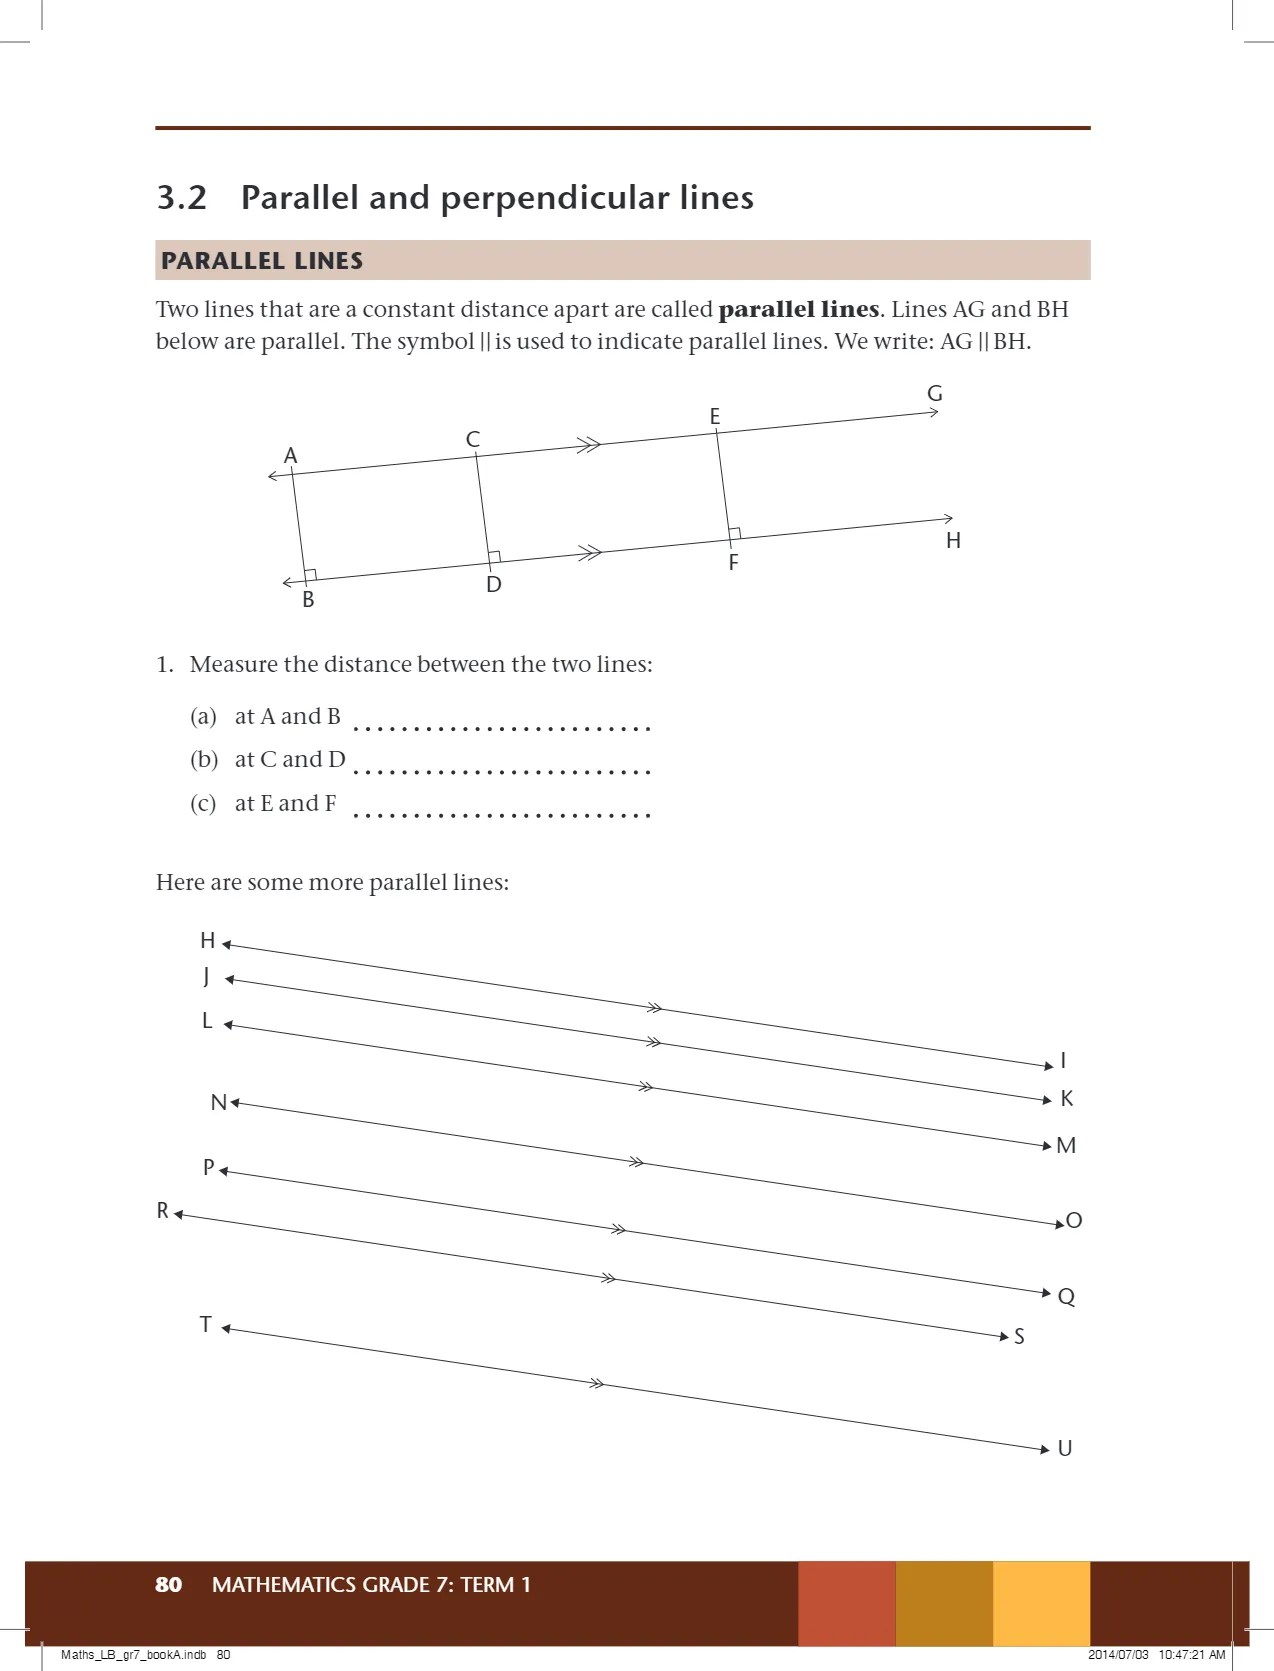 3.2 Parallel and perpendicular lines
PARALLEL LINES
Two lines that are a constant distance apart are called parallel lines. Lines AG and BH
below are parallel. The symbol || is used to indicate parallel lines. We write: AG || BH.
G
E
C
A
H
F
D
B
1. Measure the distance between the two lines:
(a) at A and B ..........................
(b) at C and D ..........................
(c) at E and F ..........................
Here are some more parallel lines:
H
J
L
I
K
N
M
P
R
O
Q
T
S
U
80 MATHEMATICS GRADE 7: TERM 1
Maths_LB_gr7_bookA.indb 80
2014/07/03 10:47:21 AM